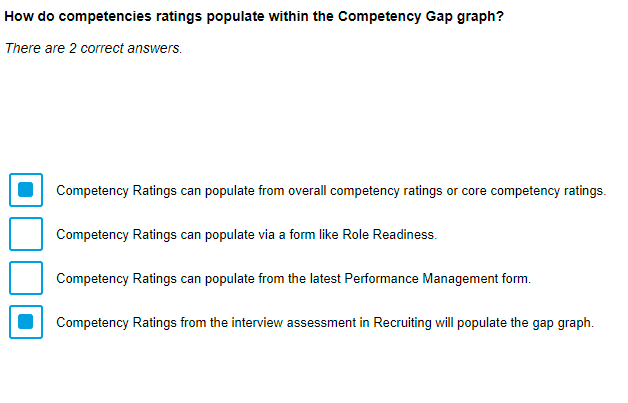 How do competencies ratings populate within the Competency Gap graph?
There are 2 correct answers.
Competency Ratings can populate from overall competency ratings or core competency ratings.
Competency Ratings can populate via a form like Role Readiness.
Competency Ratings can populate from the latest Performance Management form.
Competency Ratings from the interview assessment in Recruiting will populate the gap graph.